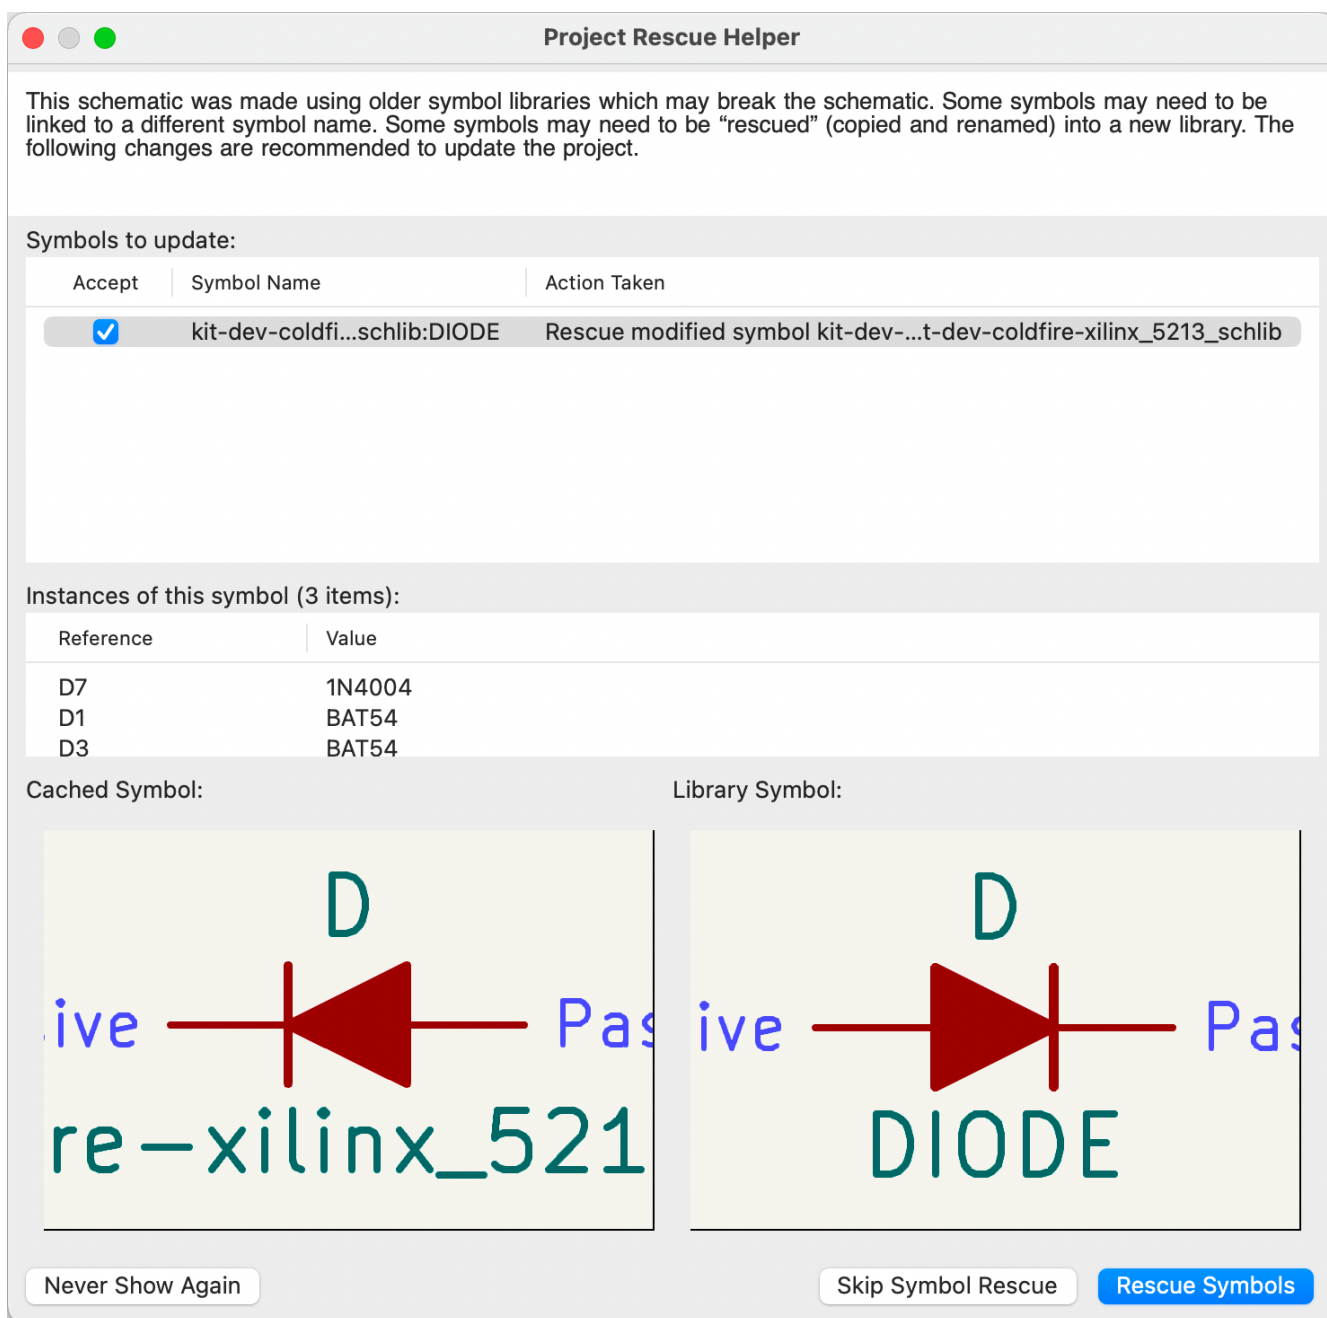 Project Rescue Helper
This schematic was made using older symbol libraries which may break the schematic. Some symbols may need to be
linked to a different symbol name. Some symbols may need to be “rescued” (copied and renamed) into a new library. The
following changes are recommended to update the project.
Symbols to update:
Accept Symbol Name Action Taken
kit-dev-coldfi...schlib:DIODE Rescue modified symbol kit-dev-...t-dev-coldfire-xilinx_5213_schlib
Instances of this symbol (3 items):
Reference Value
D7 1N4004
D1 BAT54
D3 BAT54
Cached Symbol: Library Symbol:
D D
ive Pas ive Pas
re-xilinx_521 DIODE
Never Show Again Skip Symbol Rescue Rescue Symbols